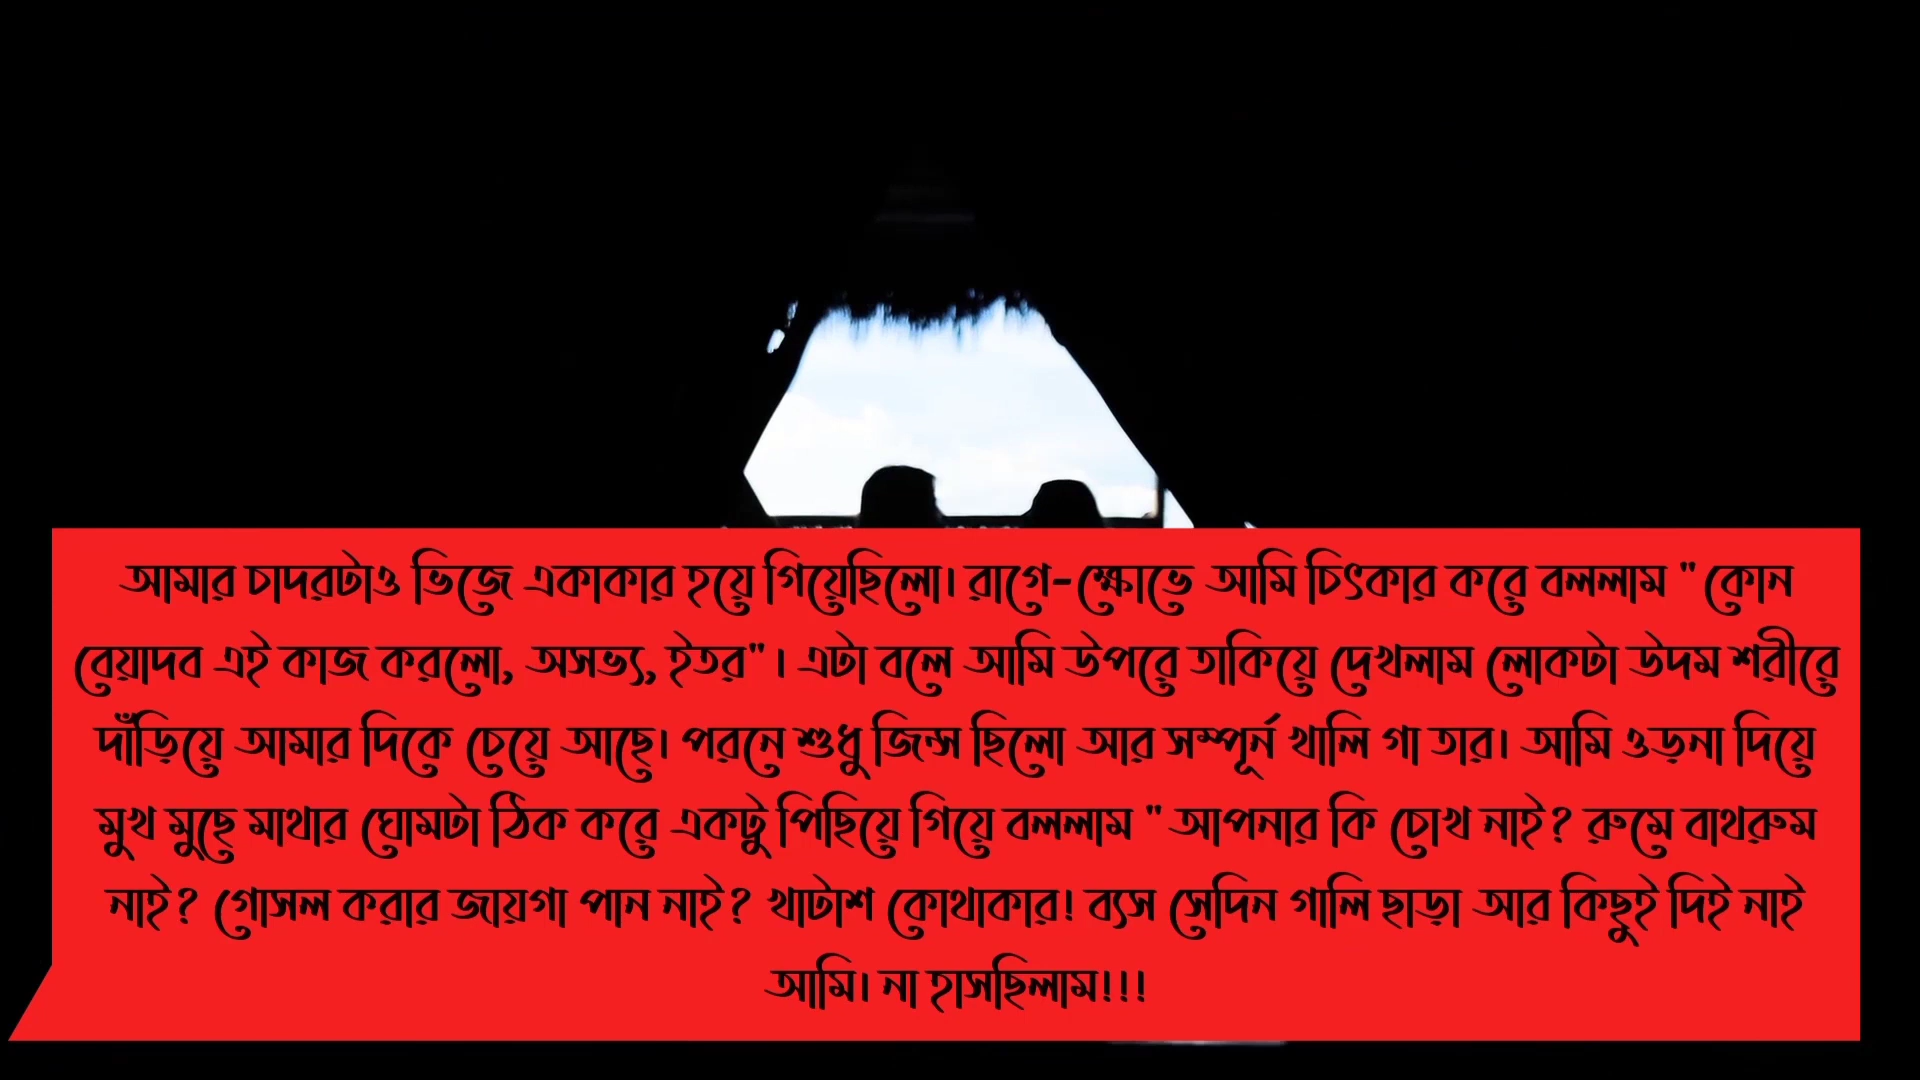 আমার চাদরটাও ভিজে একাকার হয়ে গিয়েছিলো। রাগে-ক্ষোভে আমি চিৎকার করে বললাম " কোন
বেয়াদব এই কাজ করলো, অসভ্য, ইতর"। এটা বলে আমি উপরে তাকিয়ে দেখলাম লোকটা উদম শরীরে
দাঁড়িয়ে আমার দিকে চেয়ে আছে। পরনে শুধু জিন্স ছিলো আর সম্পূর্ন খালি গা তার। আমি ওড়না দিয়ে
মুখ মুছে মাথার ঘোমটা ঠিক করে একটু পিছিয়ে গিয়ে বললাম " আপনার কি চোখ নাই? রুমে বাথরুম
নাই? গোসল করার জায়গা পান নাই? খাটাশ কোথাকার! ব্যস সেদিন গালি ছাড়া আর কিছুই দিই নাই
আমি। না হাসছিলাম!!!